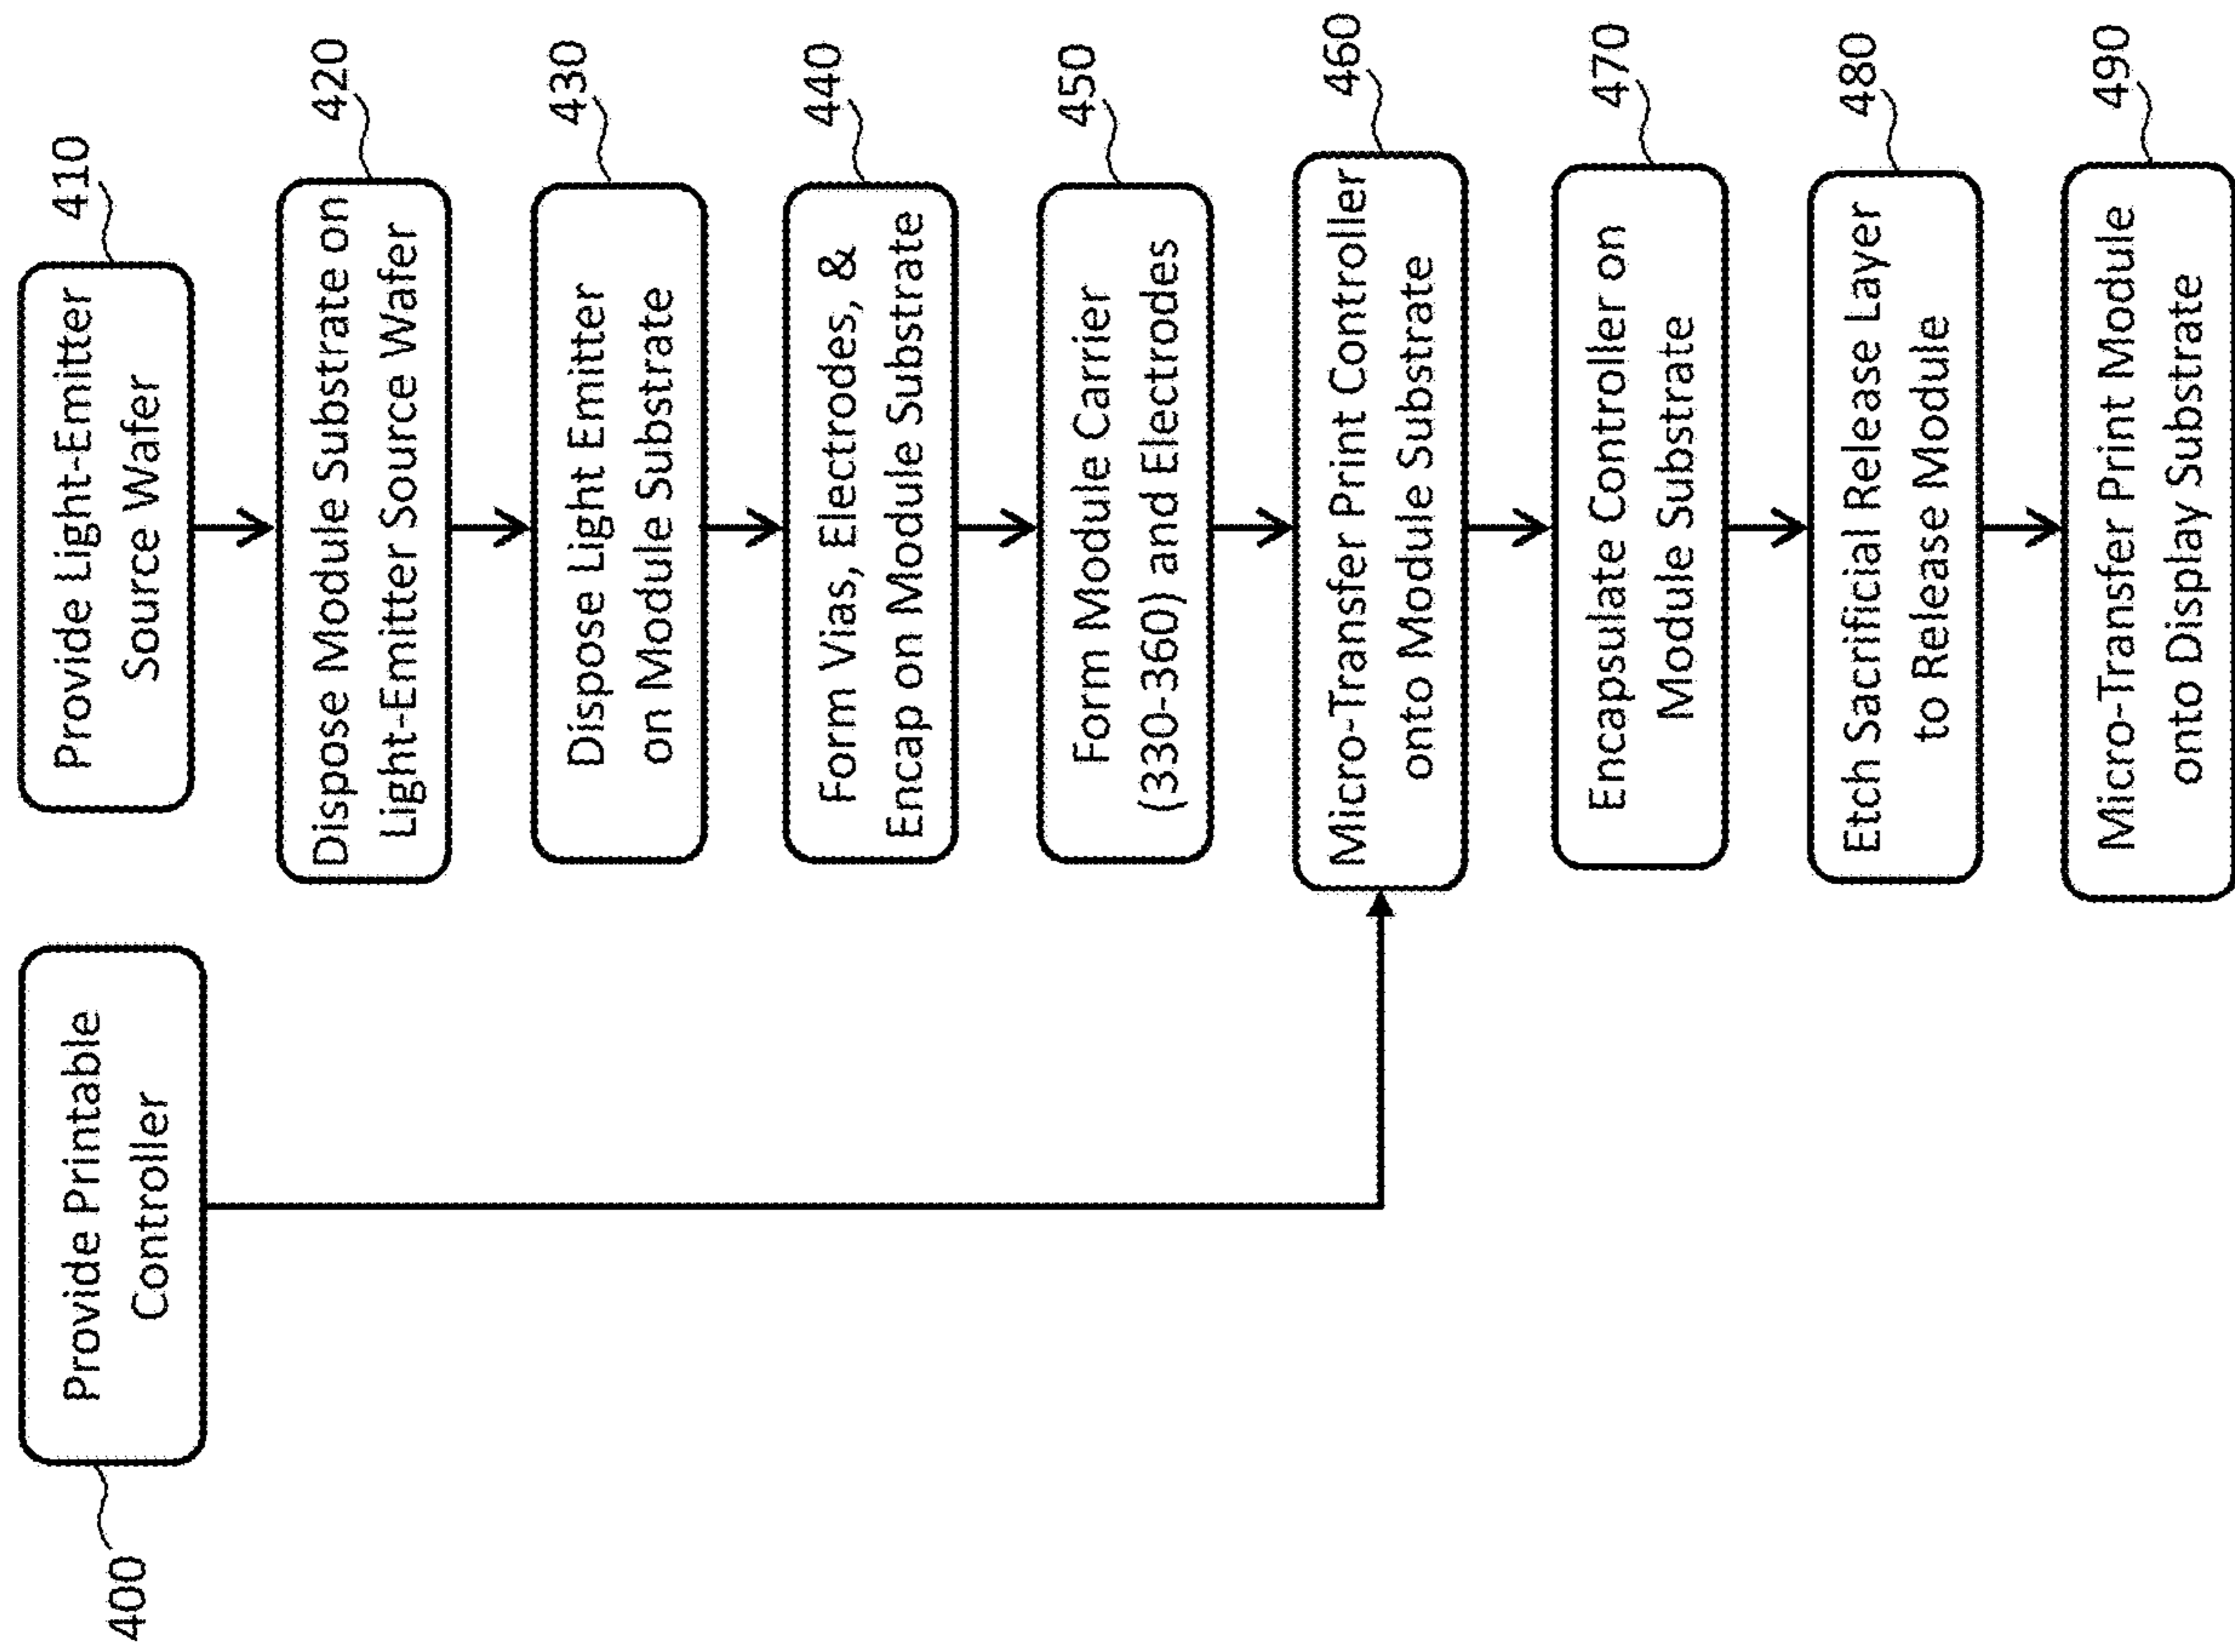 400
Provide Printable
Controller
410
Provide Light-Emitter
Source Wafer
420
Dispose Module Substrate on
Light-Emitter Source Wafer
430
Dispose Light Emitter
on Module Substrate
440
Form Vias, Electrodes, &
Encap on Module Substrate
450
Form Module Carrier
(330-360) and Electrodes
460
Micro-Transfer Print Controller
onto Module Substrate
470
Encapsulate Controller on
Module Substrate
480
Etch Sacrificial Release Layer
to Release Module
490
Micro-Transfer Print Module
onto Display Substrate